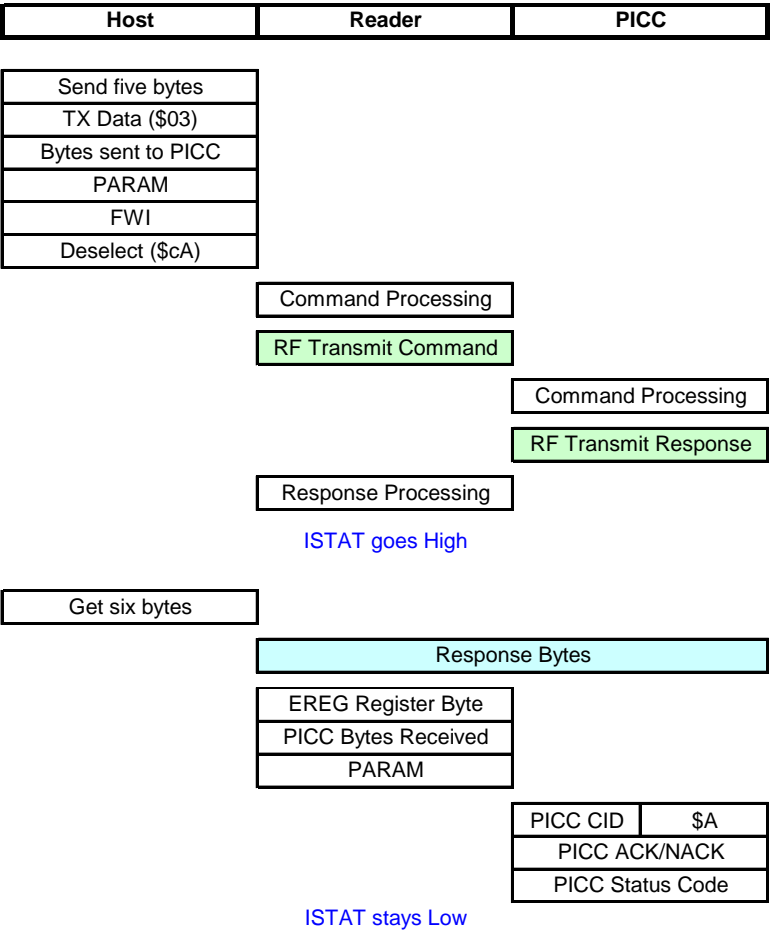 Host Reader PICC
Send five bytes
TX Data ($03)
Bytes sent to PICC
PARAM
FWI
Deselect ($cA)
Command Processing
RF Transmit Command
Command Processing
RF Transmit Response
Response Processing
ISTAT goes High
Get six bytes
Response Bytes
EREG Register Byte
PICC Bytes Received
PARAM
PICC CID $A
PICC ACK/NACK
PICC Status Code
ISTAT stays Low